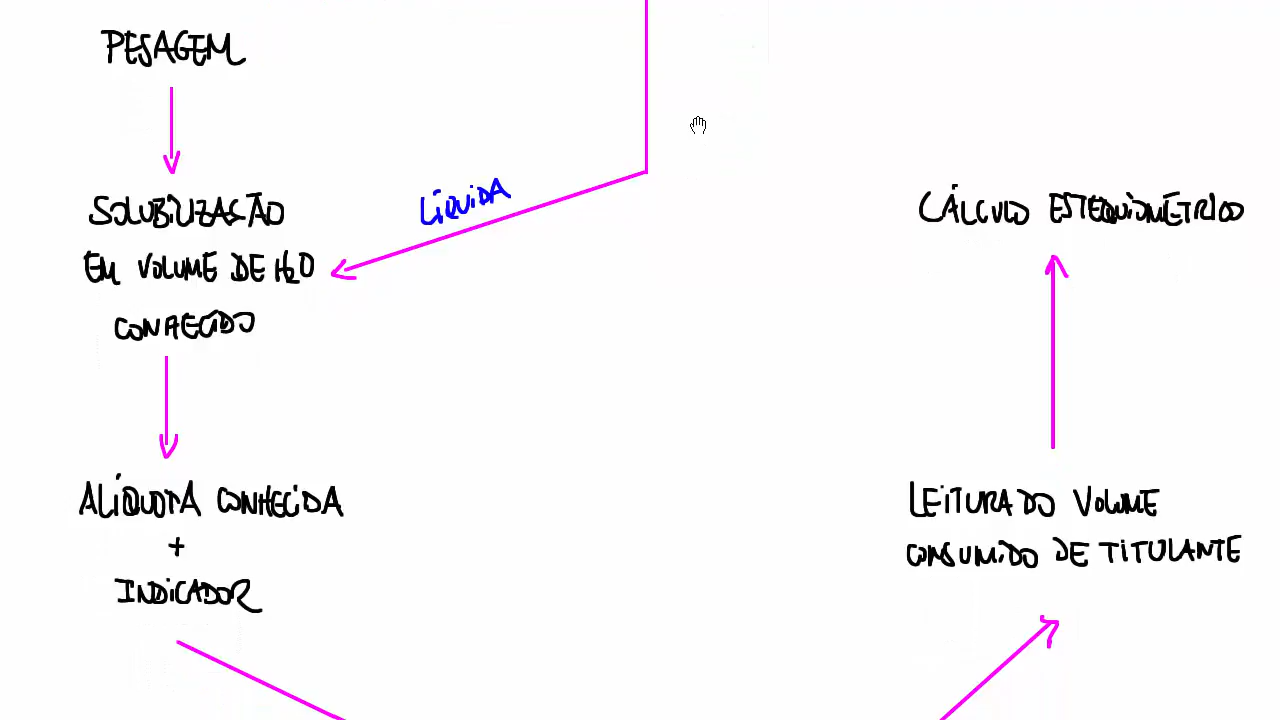 PESAGEM
LÍQUIDA
SOLUBILIZAÇÃO
EM VOLUME DE H2O
CONHECIDO
ALÍQUOTA CONHECIDA
+
INDICADOR
CÁLCULO ESTEQUIOMÉTRICO
LEITURA DO VOLUME
CONSUMIDO DE TITULANTE